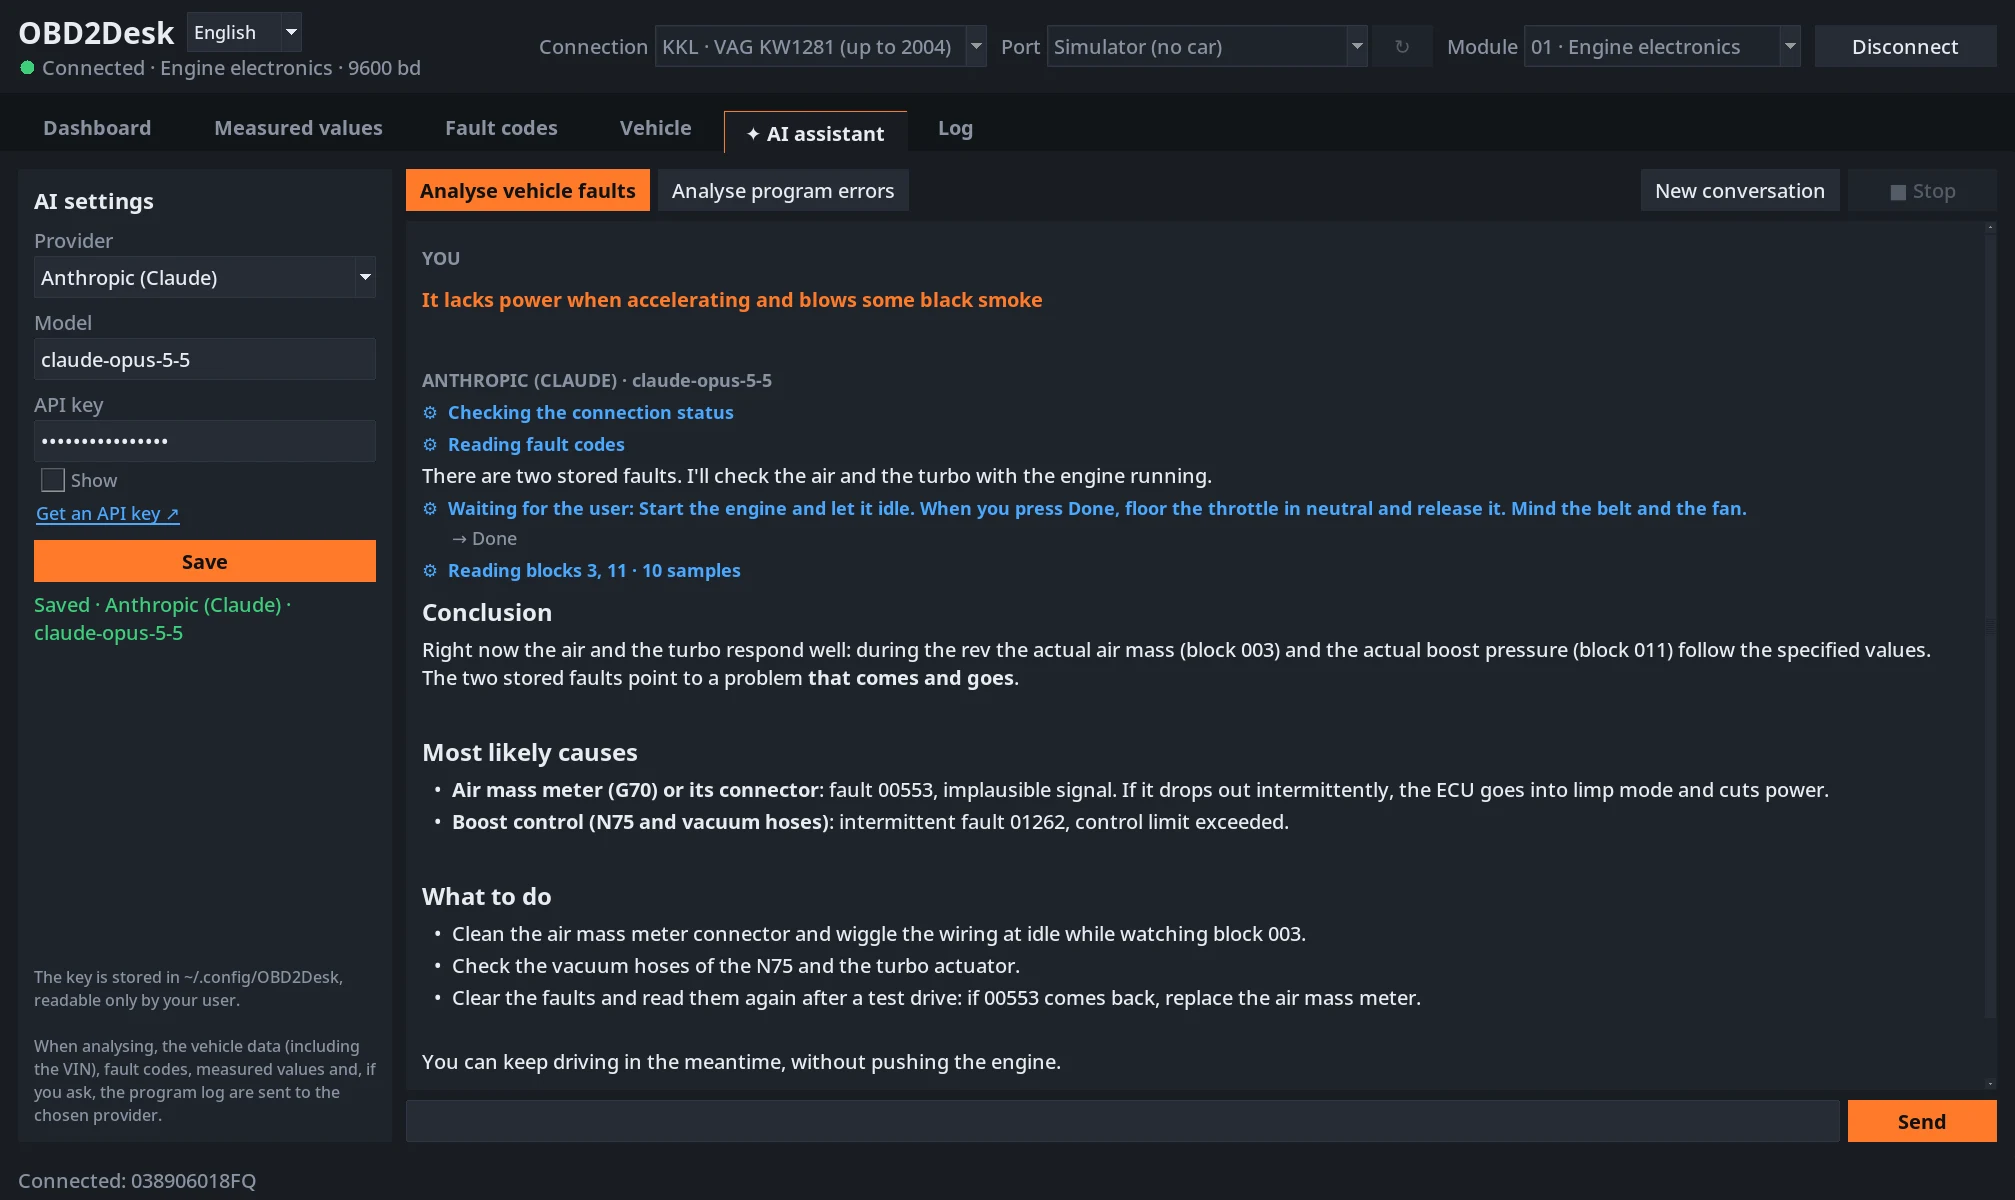 OBD2Desk English
Connected · Engine electronics · 9600 bd
Connection KKL · VAG KW1281 (up to 2004) Port Simulator (no car) ↻ Module 01 · Engine electronics Disconnect
Dashboard Measured values Fault codes Vehicle ✦ AI assistant Log
AI settings
Provider
Anthropic (Claude)
Model
claude-opus-5-5
API key
••••••••••••••••
Show
Get an API key ↗
Save
Saved · Anthropic (Claude) ·
claude-opus-5-5
The key is stored in ~/.config/OBD2Desk,
readable only by your user.
When analysing, the vehicle data (including
the VIN), fault codes, measured values and, if
you ask, the program log are sent to the
chosen provider.
Analyse vehicle faults Analyse program errors New conversation ■ Stop
YOU
It lacks power when accelerating and blows some black smoke
ANTHROPIC (CLAUDE) · claude-opus-5-5
⚙ Checking the connection status
⚙ Reading fault codes
There are two stored faults. I'll check the air and the turbo with the engine running.
⚙ Waiting for the user: Start the engine and let it idle. When you press Done, floor the throttle in neutral and release it. Mind the belt and the fan.
→ Done
⚙ Reading blocks 3, 11 · 10 samples
Conclusion
Right now the air and the turbo respond well: during the rev the actual air mass (block 003) and the actual boost pressure (block 011) follow the specified values.
The two stored faults point to a problem that comes and goes.
Most likely causes
• Air mass meter (G70) or its connector: fault 00553, implausible signal. If it drops out intermittently, the ECU goes into limp mode and cuts power.
• Boost control (N75 and vacuum hoses): intermittent fault 01262, control limit exceeded.
What to do
• Clean the air mass meter connector and wiggle the wiring at idle while watching block 003.
• Check the vacuum hoses of the N75 and the turbo actuator.
• Clear the faults and read them again after a test drive: if 00553 comes back, replace the air mass meter.
You can keep driving in the meantime, without pushing the engine.
Send
Connected: 038906018FQ